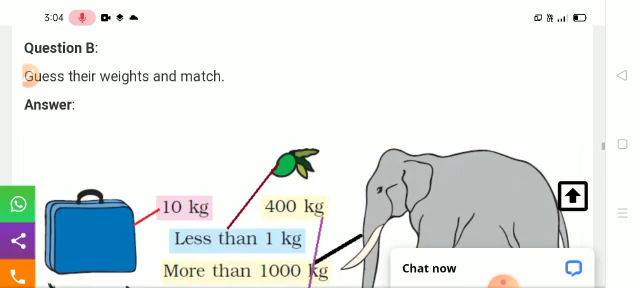 3:04
Question B:
Guess their weights and match.
Answer:
10 kg
400 kg
Less than 1 kg
More than 1000 kg
Chat now